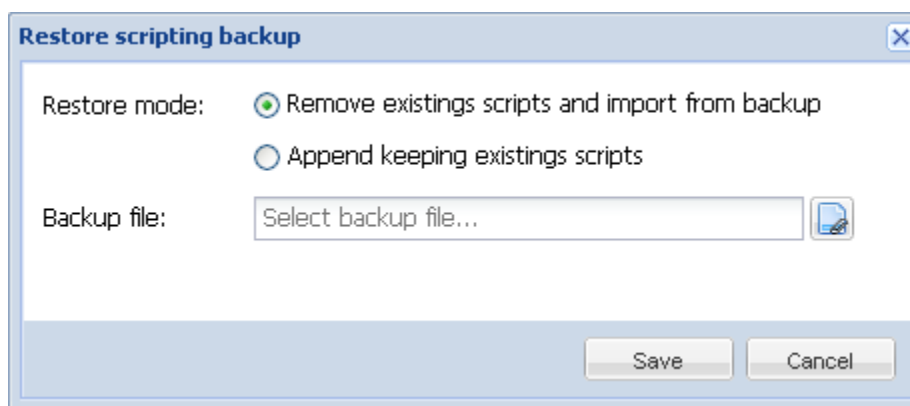 Restore scripting backup
Restore mode: Remove existings scripts and import from backup
Append keeping existings scripts
Backup file: Select backup file...
Save Cancel